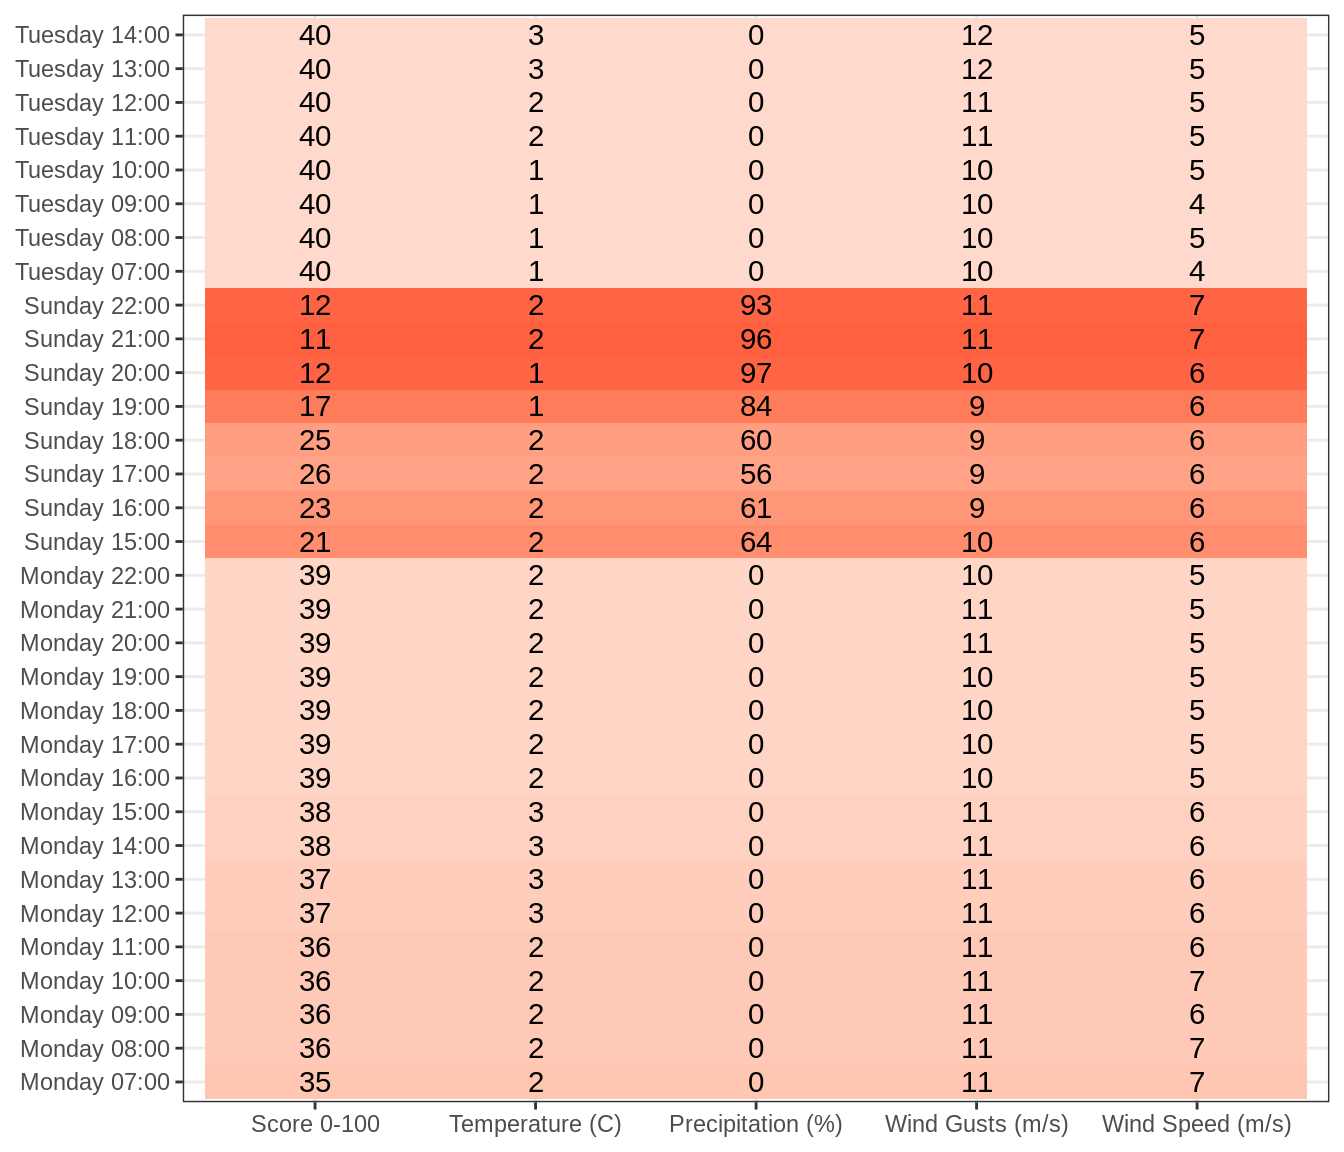 Tuesday 14:00 40 3 0 12 5
Tuesday 13:00 40 3 0 12 5
Tuesday 12:00 40 2 0 11 5
Tuesday 11:00 40 2 0 11 5
Tuesday 10:00 40 1 0 10 5
Tuesday 09:00 40 1 0 10 4
Tuesday 08:00 40 1 0 10 5
Tuesday 07:00 40 1 0 10 4
Sunday 22:00 12 2 93 11 7
Sunday 21:00 11 2 96 11 7
Sunday 20:00 12 1 97 10 6
Sunday 19:00 17 1 84 9 6
Sunday 18:00 25 2 60 9 6
Sunday 17:00 26 2 56 9 6
Sunday 16:00 23 2 61 9 6
Sunday 15:00 21 2 64 10 6
Monday 22:00 39 2 0 10 5
Monday 21:00 39 2 0 11 5
Monday 20:00 39 2 0 11 5
Monday 19:00 39 2 0 10 5
Monday 18:00 39 2 0 10 5
Monday 17:00 39 2 0 10 5
Monday 16:00 39 2 0 10 5
Monday 15:00 38 3 0 11 6
Monday 14:00 38 3 0 11 6
Monday 13:00 37 3 0 11 6
Monday 12:00 37 3 0 11 6
Monday 11:00 36 2 0 11 6
Monday 10:00 36 2 0 11 7
Monday 09:00 36 2 0 11 6
Monday 08:00 36 2 0 11 7
Monday 07:00 35 2 0 11 7
Score 0-100 Temperature (C) Precipitation (%) Wind Gusts (m/s) Wind Speed (m/s)